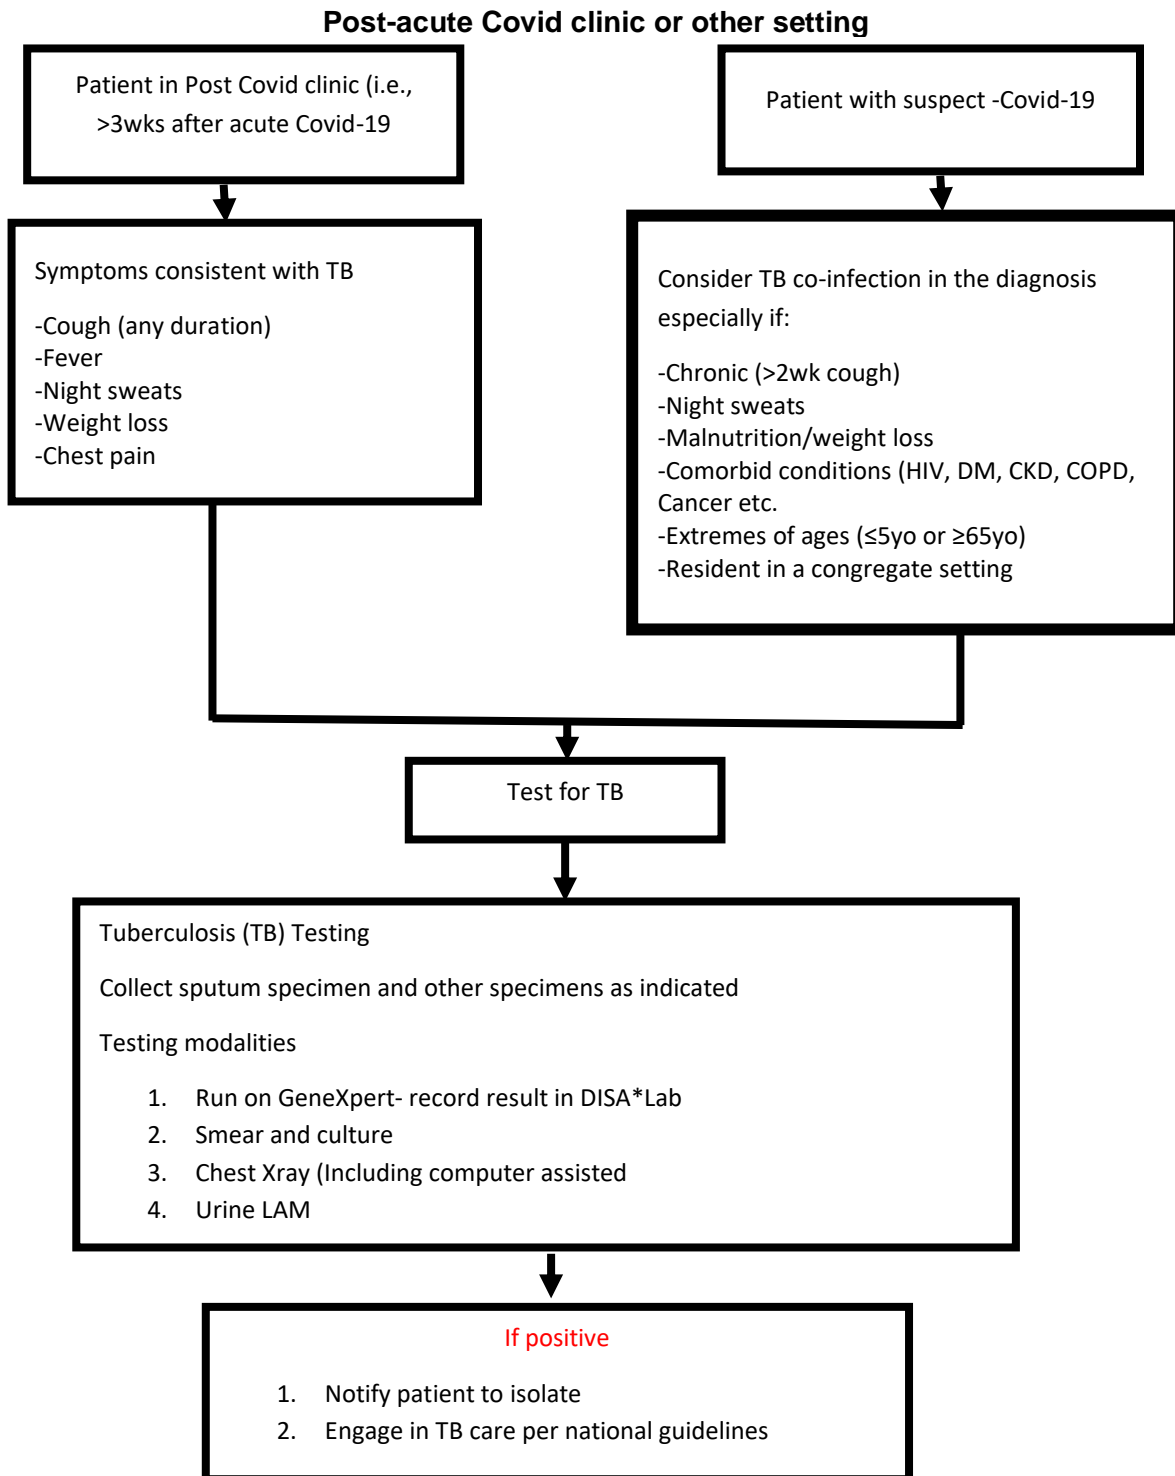 Post-acute Covid clinic or other setting
Patient in Post Covid clinic (i.e.,
>3wks after acute Covid-19
Patient with suspect -Covid-19
Symptoms consistent with TB
-Cough (any duration)
-Fever
-Night sweats
-Weight loss
-Chest pain
Consider TB co-infection in the diagnosis
especially if:
-Chronic (>2wk cough)
-Night sweats
-Malnutrition/weight loss
-Comorbid conditions (HIV, DM, CKD, COPD,
Cancer etc.
-Extremes of ages (≤5yo or ≥65yo)
-Resident in a congregate setting
Test for TB
Tuberculosis (TB) Testing
Collect sputum specimen and other specimens as indicated
Testing modalities
1. Run on GeneXpert- record result in DISA*Lab
2. Smear and culture
3. Chest Xray (Including computer assisted
4. Urine LAM
If positive
1. Notify patient to isolate
2. Engage in TB care per national guidelines